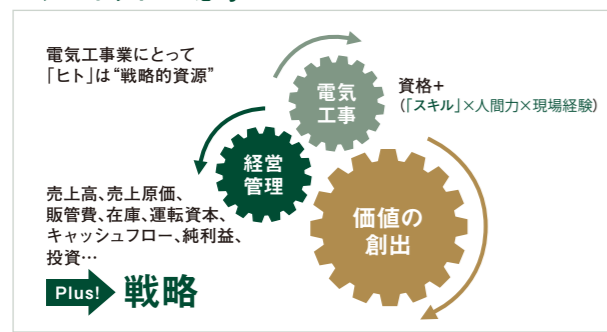 電気工事業にとって
「ヒト」は“戦略的資源”
電気
工事
資格+
(「スキル」×人間力×現場経験)
経営
管理
価値の
創出
売上高、売上原価、
販管費、在庫、運転資本、
キャッシュフロー、純利益、
投資…
Plus! 戦略